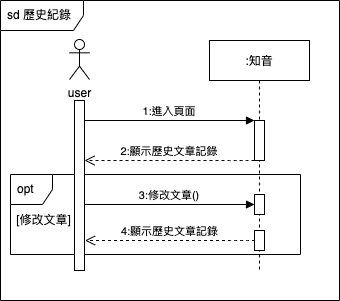 sd 歷史紀錄
:知音
user
1:進入頁面
2:顯示歷史文章記錄
opt
3:修改文章()
[修改文章]
4:顯示歷史文章記錄